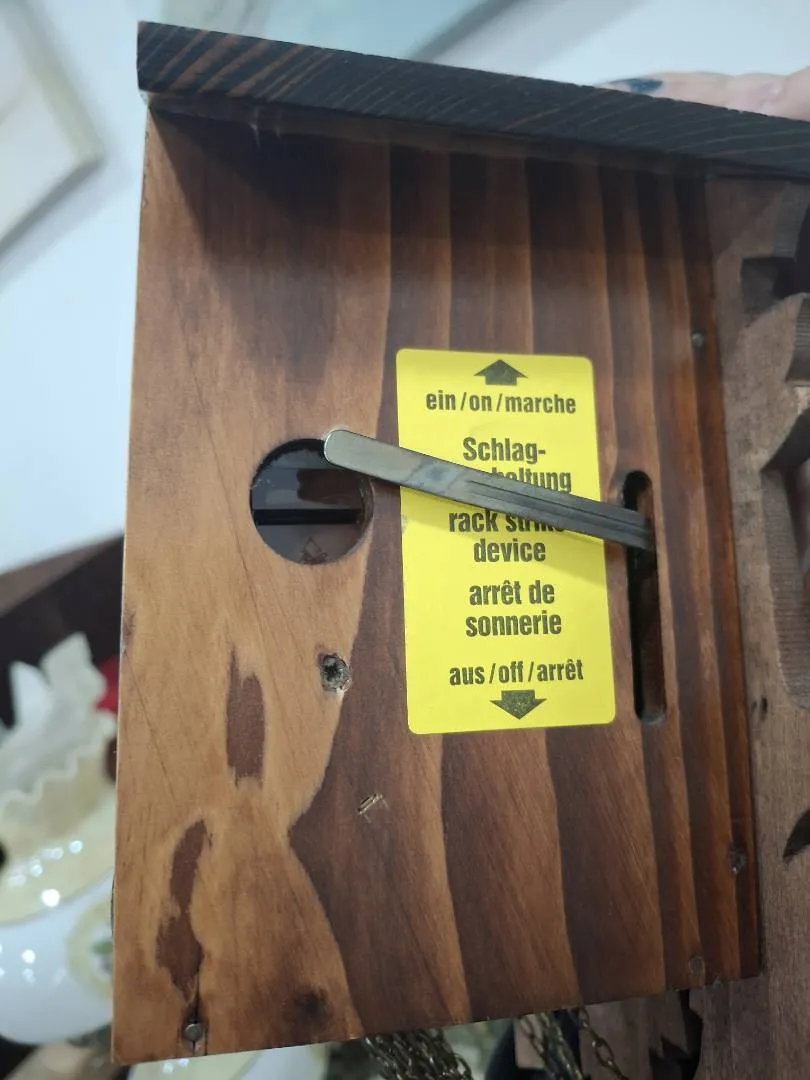 ein/on/marche
Schlag-
rack
device
arrêt de
sonnerie
aus/off/arrêt